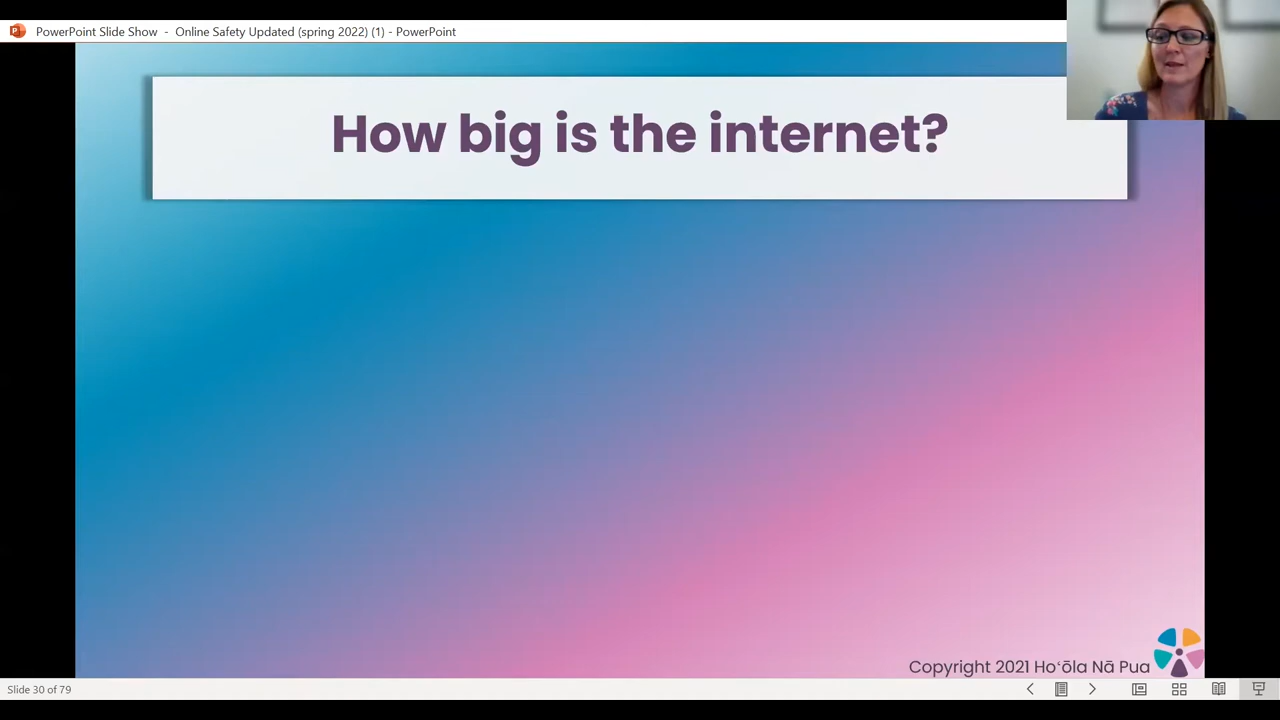 PowerPoint Slide Show - Online Safety Updated (spring 2022) (1) - PowerPoint
How big is the internet?
Copyright 2021 Hoʻōla Nā Pua
Slide 30 of 79